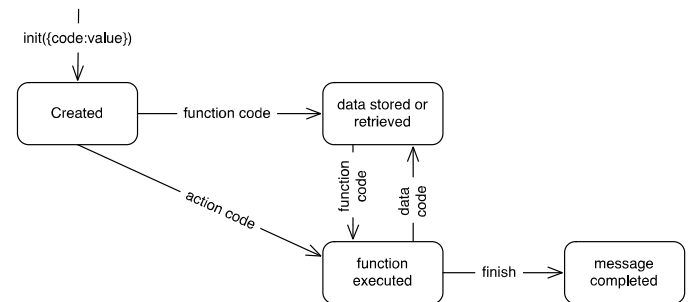 init({code:value})
Created
function code
data stored or
retrieved
action code
function
code
data
code
function
executed
finish
message
completed